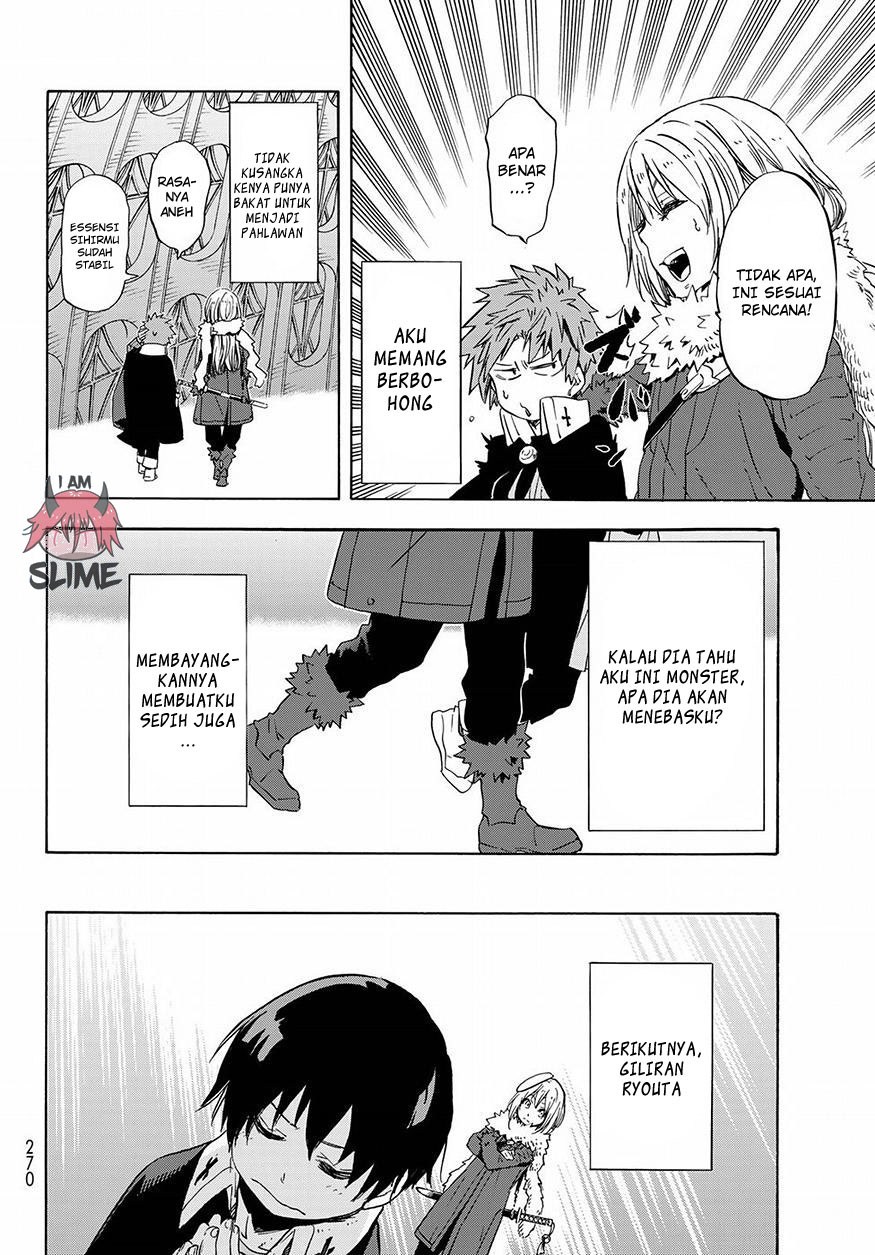 TIDAK APA,
INI SESUAI
RENCANA!
APA
BENAR
...?
AKU
MEMANG
BERBO-
HONG
TIDAK
KUSANGKA
KENYA PUNYA
BAKAT UNTUK
MENJADI
PAHLAWAN
RASA-
NYA ANEH
ESSENSI
SIHIRMU
SUDAH
STABIL
I AM
SLIME
KALAU DIA TAHU
AKU INI MONSTER,
APA DIA AKAN
MENEBASKU?
MEMBAYANG-
KANNYA
MEMBUATKU
SEDIH JUGA
...
BERIKUTNYA,
GILIRAN
RYOUTA
270